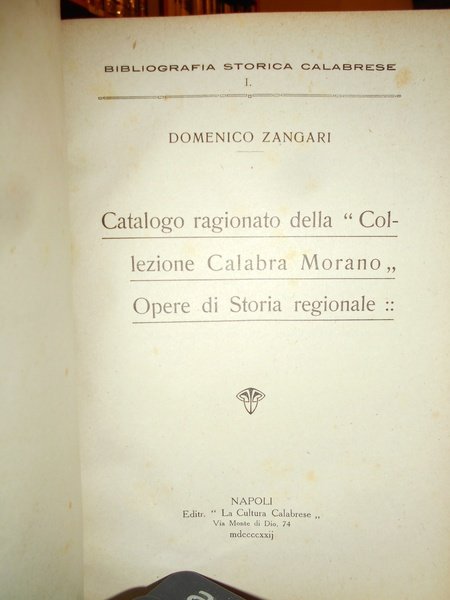 BIBLIOGRAFIA STORICA CALABRESE
I.
DOMENICO ZANGARI
Catalogo ragionato della “ Col-
lezione Calabra Morano „
Opere di Storia regionale ::
NAPOLI
Editr. “ La Cultura Calabrese „
Via Monte di Dio, 74
mdccccxxij